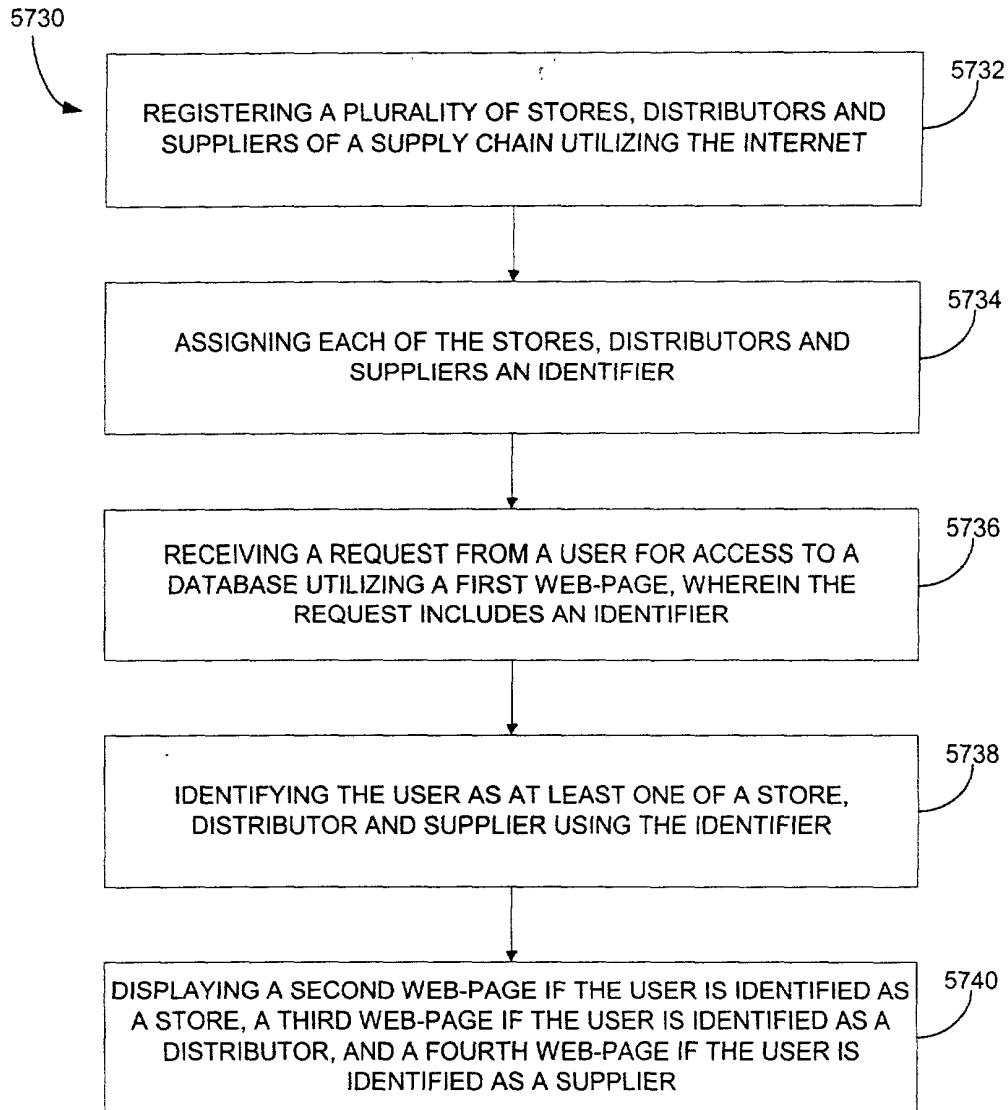 5730
5732
REGISTERING A PLURALITY OF STORES, DISTRIBUTORS AND
SUPPLIERS OF A SUPPLY CHAIN UTILIZING THE INTERNET
5734
ASSIGNING EACH OF THE STORES, DISTRIBUTORS AND
SUPPLIERS AN IDENTIFIER
5736
RECEIVING A REQUEST FROM A USER FOR ACCESS TO A
DATABASE UTILIZING A FIRST WEB-PAGE, WHEREIN THE
REQUEST INCLUDES AN IDENTIFIER
5738
IDENTIFYING THE USER AS AT LEAST ONE OF A STORE,
DISTRIBUTOR AND SUPPLIER USING THE IDENTIFIER
5740
DISPLAYING A SECOND WEB-PAGE IF THE USER IS IDENTIFIED AS
A STORE, A THIRD WEB-PAGE IF THE USER IS IDENTIFIED AS A
DISTRIBUTOR, AND A FOURTH WEB-PAGE IF THE USER IS
IDENTIFIED AS A SUPPLIER